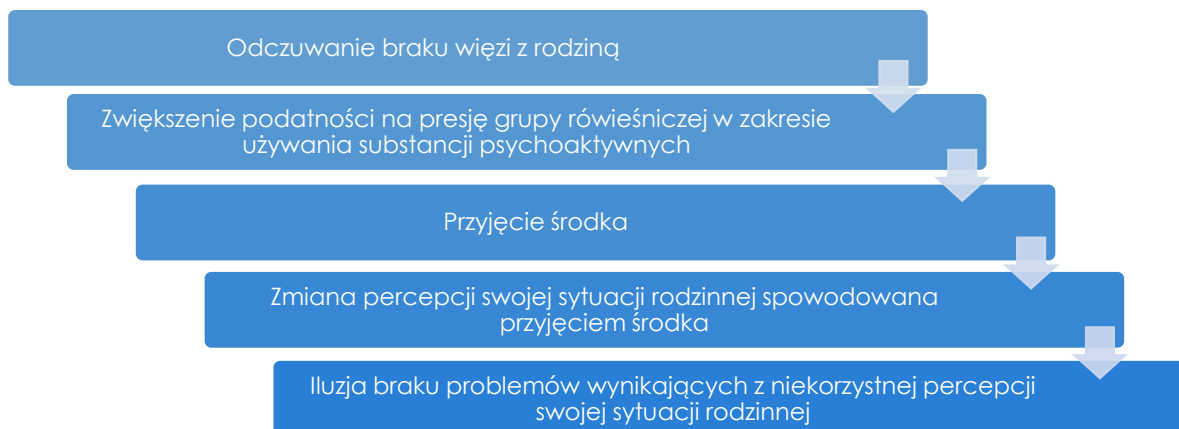 Odczuwanie braku więzi z rodziną
Zwiększenie podatności na presję grupy rówieśniczej w zakresie
używania substancji psychoaktywnych
Przyjęcie środka
Zmiana percepcji swojej sytuacji rodzinnej spowodowana
przyjęciem środka
Iluzja braku problemów wynikających z niekorzystnej percepcji
swojej sytuacji rodzinnej